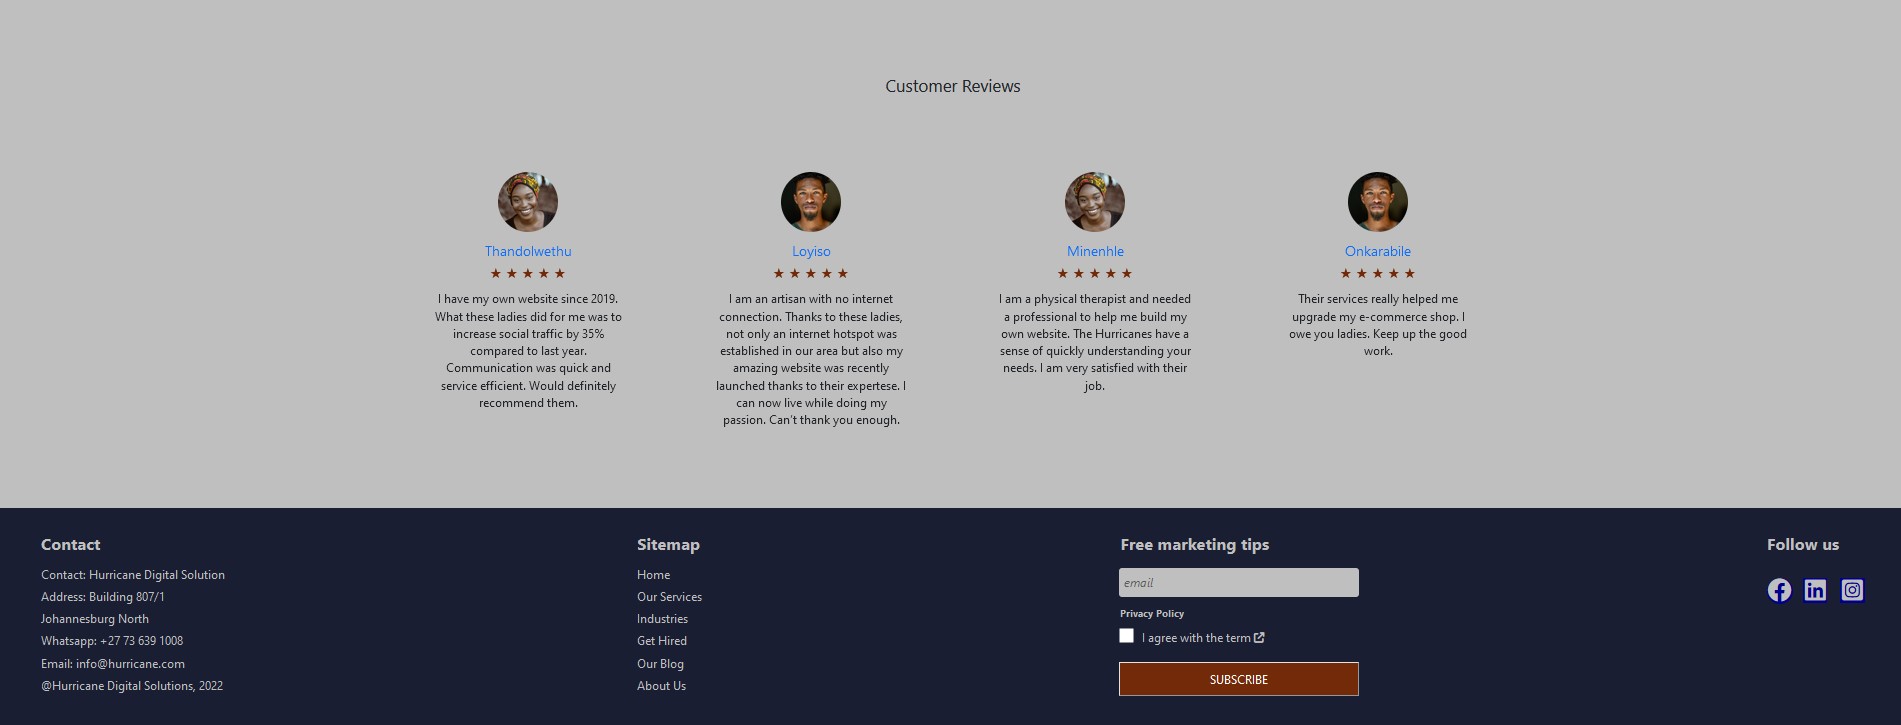 Customer Reviews
Thandolwethu
★ ★ ★ ★ ★
I have my own website since 2019.
What these ladies did for me was to
increase social traffic by 35%
compared to last year.
Communication was quick and
service efficient. Would definitely
recommend them.
Loyiso
★ ★ ★ ★ ★
I am an artisan with no internet
connection. Thanks to these ladies,
not only an internet hotspot was
established in our area but also my
amazing website was recently
launched thanks to their expertese. I
can now live while doing my
passion. Can't thank you enough.
Minenhle
★ ★ ★ ★ ★
I am a physical therapist and needed
a professional to help me build my
own website. The Hurricanes have a
sense of quickly understanding your
needs. I am very satisfied with their
job.
Onkarabile
★ ★ ★ ★ ★
Their services really helped me
upgrade my e-commerce shop. I
owe you ladies. Keep up the good
work.
Contact
Contact: Hurricane Digital Solution
Address: Building 807/1
Johannesburg North
Whatsapp: +27 73 639 1008
Email: info@hurricane.com
@Hurricane Digital Solutions, 2022
Sitemap
Home
Our Services
Industries
Get Hired
Our Blog
About Us
Free marketing tips
email
Privacy Policy
I agree with the term
SUBSCRIBE
Follow us